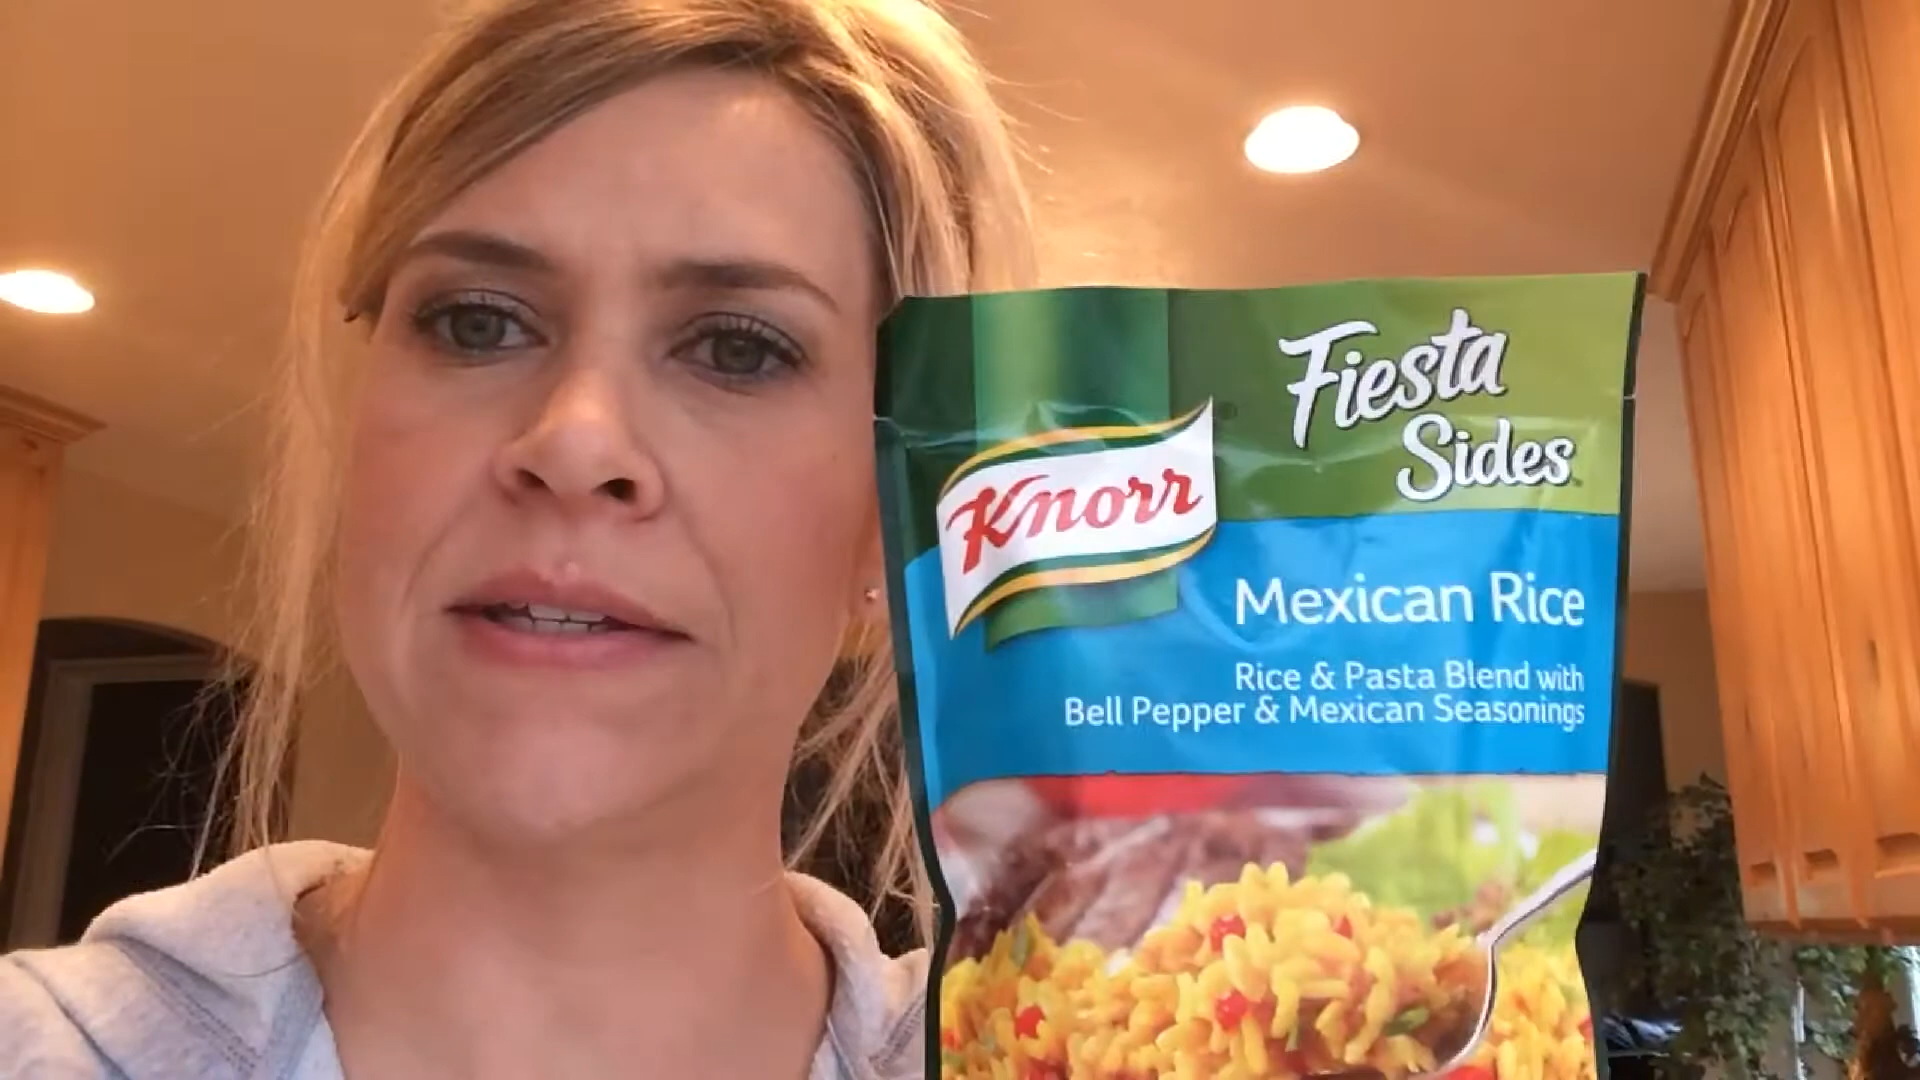 Fiesta
Sides
Knorr
Mexican Rice
Rice & Pasta Blend with
Bell Pepper & Mexican Seasonings